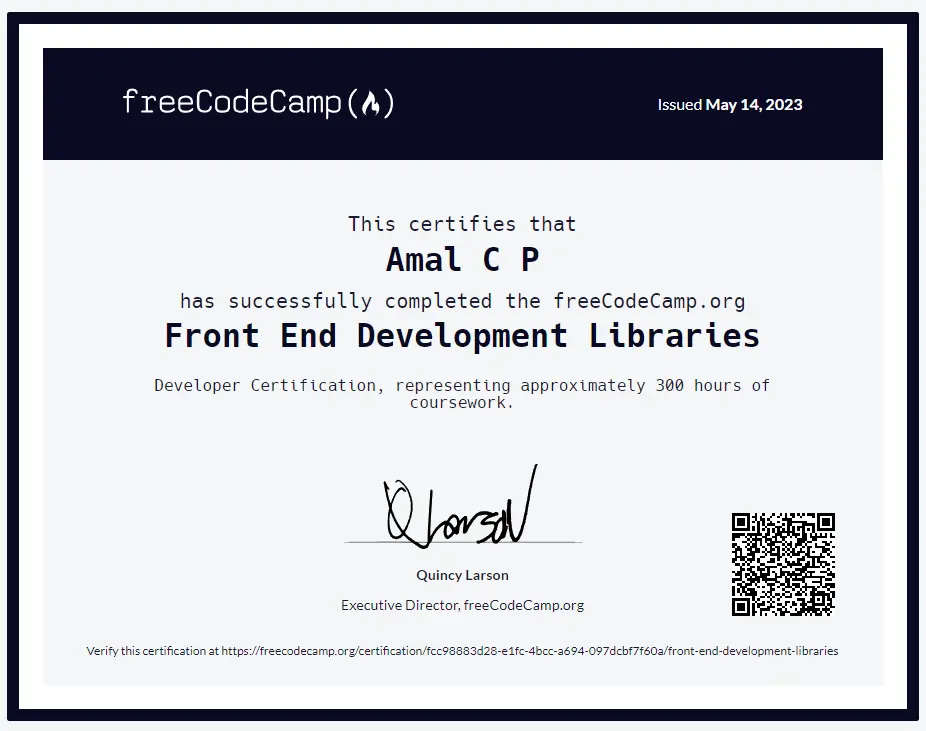 freeCodeCamp
Issued May 14, 2023
This certifies that
Amal C P
has successfully completed the freeCodeCamp.org
Front End Development Libraries
Developer Certification, representing approximately 300 hours of
coursework.
Q Larson
Quincy Larson
Executive Director, freeCodeCamp.org
Verify this certification at https://freecodecamp.org/certification/fcc98883d28-e1fc-4bcc-a694-097dcbf7f60a/front-end-development-libraries